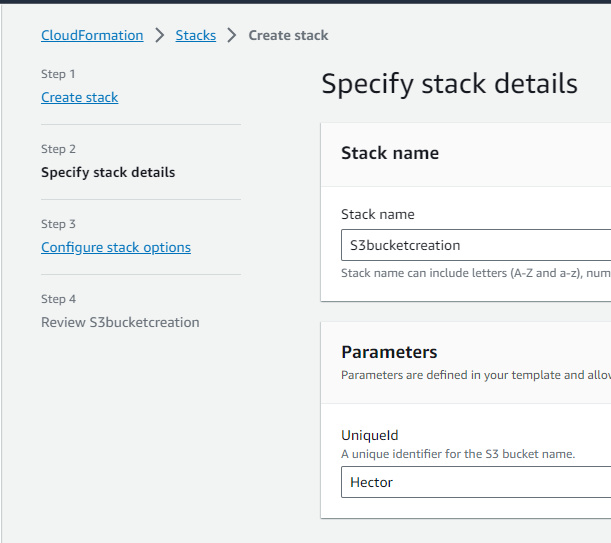 CloudFormation > Stacks > Create stack
Step 1
Create stack
Step 2
Specify stack details
Step 3
Configure stack options
Step 4
Review S3bucketcreation
Specify stack details
Stack name
Stack name
S3bucketcreation
Stack name can include letters (A-Z and a-z), num
Parameters
Parameters are defined in your template and allow
UniqueId
A unique identifier for the S3 bucket name.
Hector